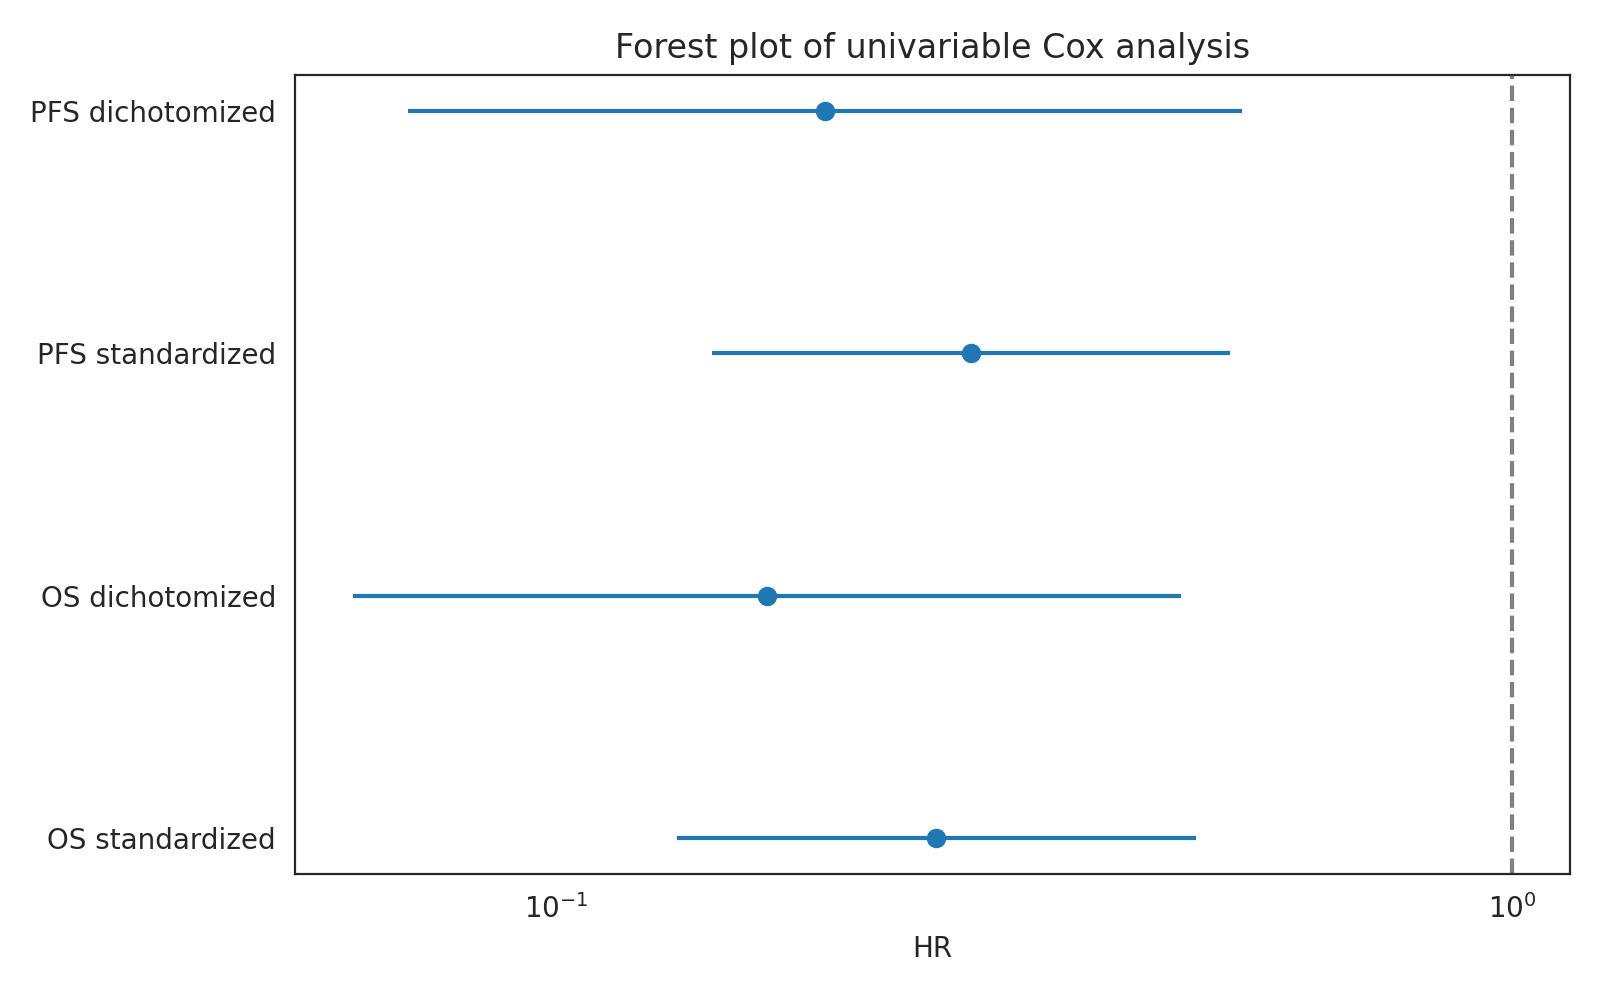 Forest plot of univariable Cox analysis
PFS dichotomized
PFS standardized
OS dichotomized
OS standardized
10⁻¹
10⁰
HR